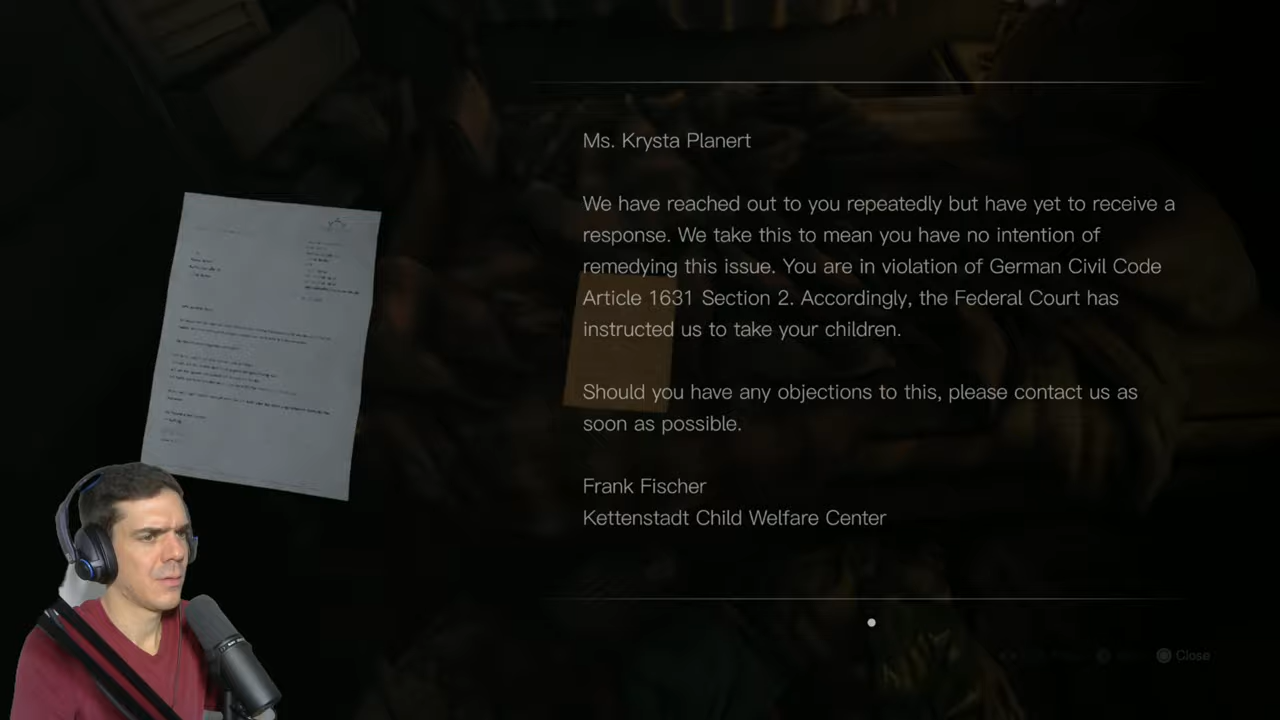 Ms. Krysta Planert
We have reached out to you repeatedly but have yet to receive a
response. We take this to mean you have no intention of
remedying this issue. You are in violation of German Civil Code
Article 1631 Section 2. Accordingly, the Federal Court has
instructed us to take your children.
Should you have any objections to this, please contact us as
soon as possible.
Frank Fischer
Kettenstadt Child Welfare Center
Close